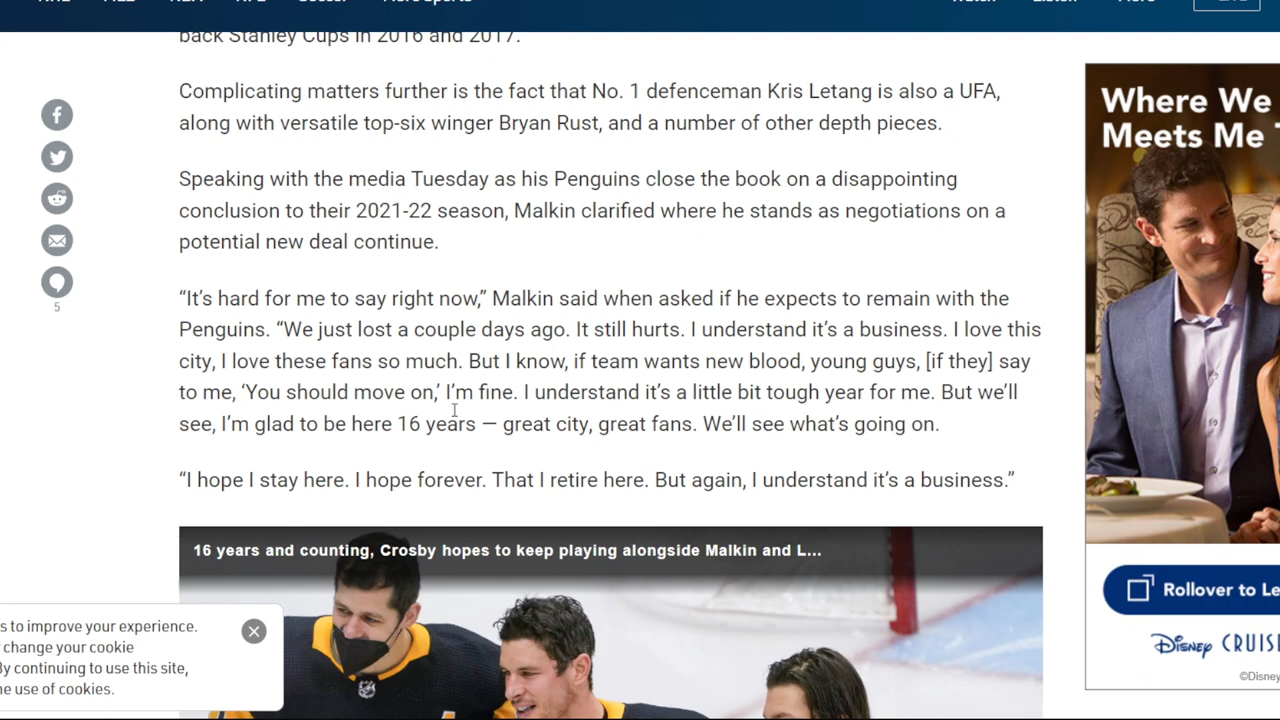 back Stanley Cups in 2016 and 2017.
Complicating matters further is the fact that No. 1 defenceman Kris Letang is also a UFA,
along with versatile top-six winger Bryan Rust, and a number of other depth pieces.
Speaking with the media Tuesday as his Penguins close the book on a disappointing
conclusion to their 2021-22 season, Malkin clarified where he stands as negotiations on a
potential new deal continue.
“It’s hard for me to say right now,” Malkin said when asked if he expects to remain with the
Penguins. “We just lost a couple days ago. It still hurts. I understand it’s a business. I love this
city, I love these fans so much. But I know, if team wants new blood, young guys, [if they] say
to me, ‘You should move on,’ I’m fine. I understand it’s a little bit tough year for me. But we’ll
see, I’m glad to be here 16 years — great city, great fans. We’ll see what’s going on.
“I hope I stay here. I hope forever. That I retire here. But again, I understand it’s a business.”
16 years and counting, Crosby hopes to keep playing alongside Malkin and L...
5
s to improve your experience.
change your cookie
By continuing to use this site,
use of cookies.
Where We
Meets Me
Rollover to Le
Disney CRUIS
©Disney